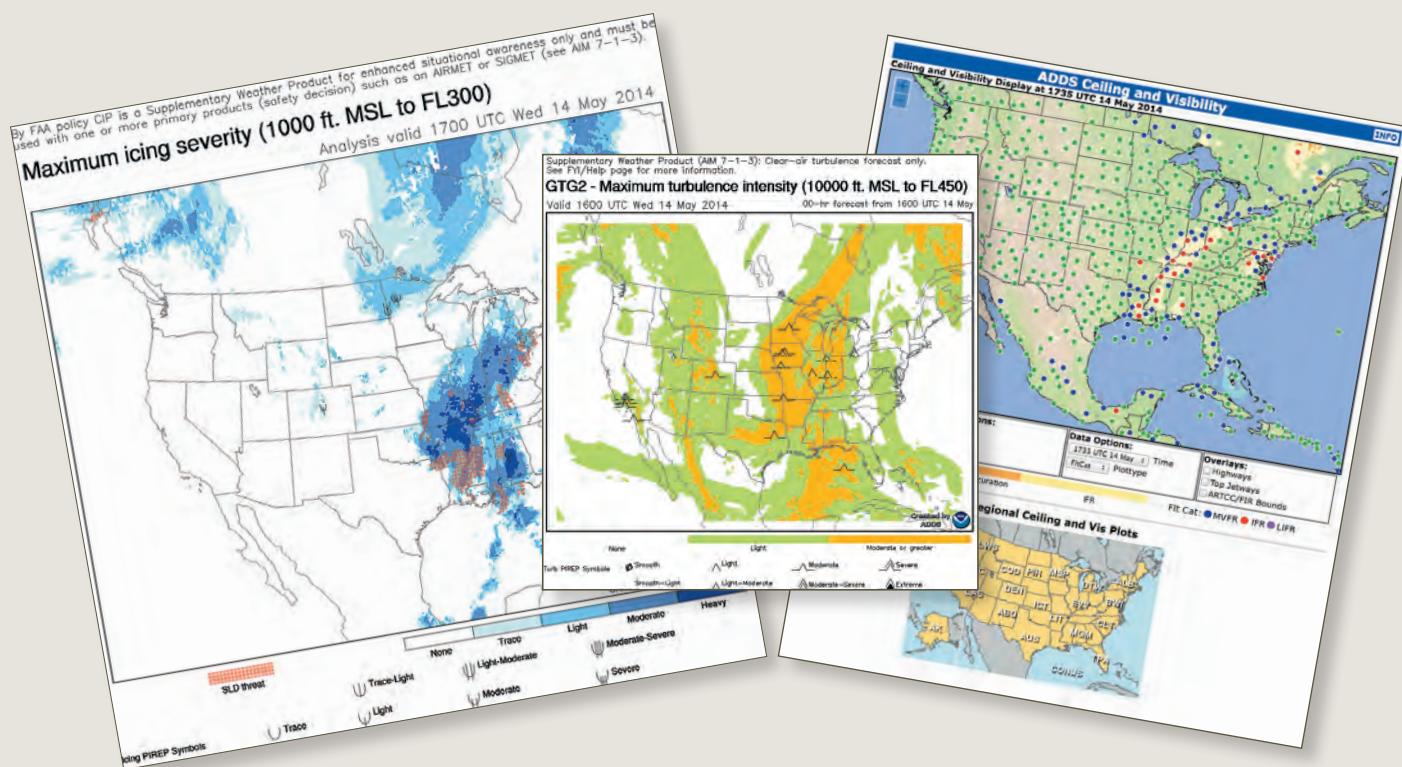 By FAA policy CIP is a Supplementary Weather Product for enhanced situational awareness only and must be
used with one or more primary products (safety decision) such as an AIRMET or SIGMET (see AIM 7-1-3).
Maximum icing severity (1000 ft. MSL to FL300)
Analysis valid 1700 UTC Wed 14 May 2014
None
Trace
Light
Moderate
Heavy
SLD threat
Trace-Light
Light-Moderate
Moderate-Severe
Trace
Light
Moderate
Severe
Icing PIREP Symbols
Supplementary Weather Product (AIM 7-1-3): Clear-air turbulence forecast only.
See FYI/Help page for more information.
GTG2 - Maximum turbulence intensity (10000 ft. MSL to FL450)
Valid 1600 UTC Wed 14 May 2014
00-hr forecast from 1600 UTC 14 May
Created by
ADDS
None
Light
Moderate or greater
Turb PIREP Symbols
Smooth
Light
Moderate
Severe
Smooth-Light
Light-Moderate
Moderate-Severe
Extreme
ADDS Ceiling and Visibility
Ceiling and Visibility Display at 1735 UTC 14 May 2014
INFO
Data Options:
1735 UTC 14 May Time
FltCat Plottype
Overlays:
Highways
Top Jetways
ARTCC/FIR Bounds
IFR
Flt Cat: MVFR IFR LIFR
Regional Ceiling and Vis Plots
COD PIR MSP
DTW
ALB
DEN
ICT
EVV
BWI
ABQ
LIT
CLT
AUS
MGM
TPA
AK
CONUS